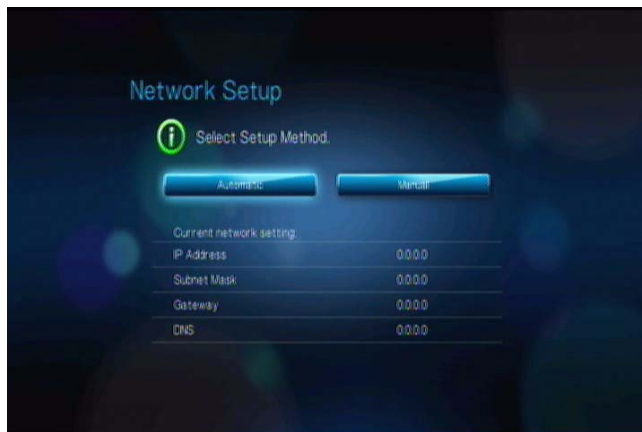 Network Setup
Select Setup Method.
Automatic Manual
Current network setting:
IP Address 0.0.0.0
Subnet Mask 0.0.0.0
Gateway 0.0.0.0
DNS 0.0.0.0